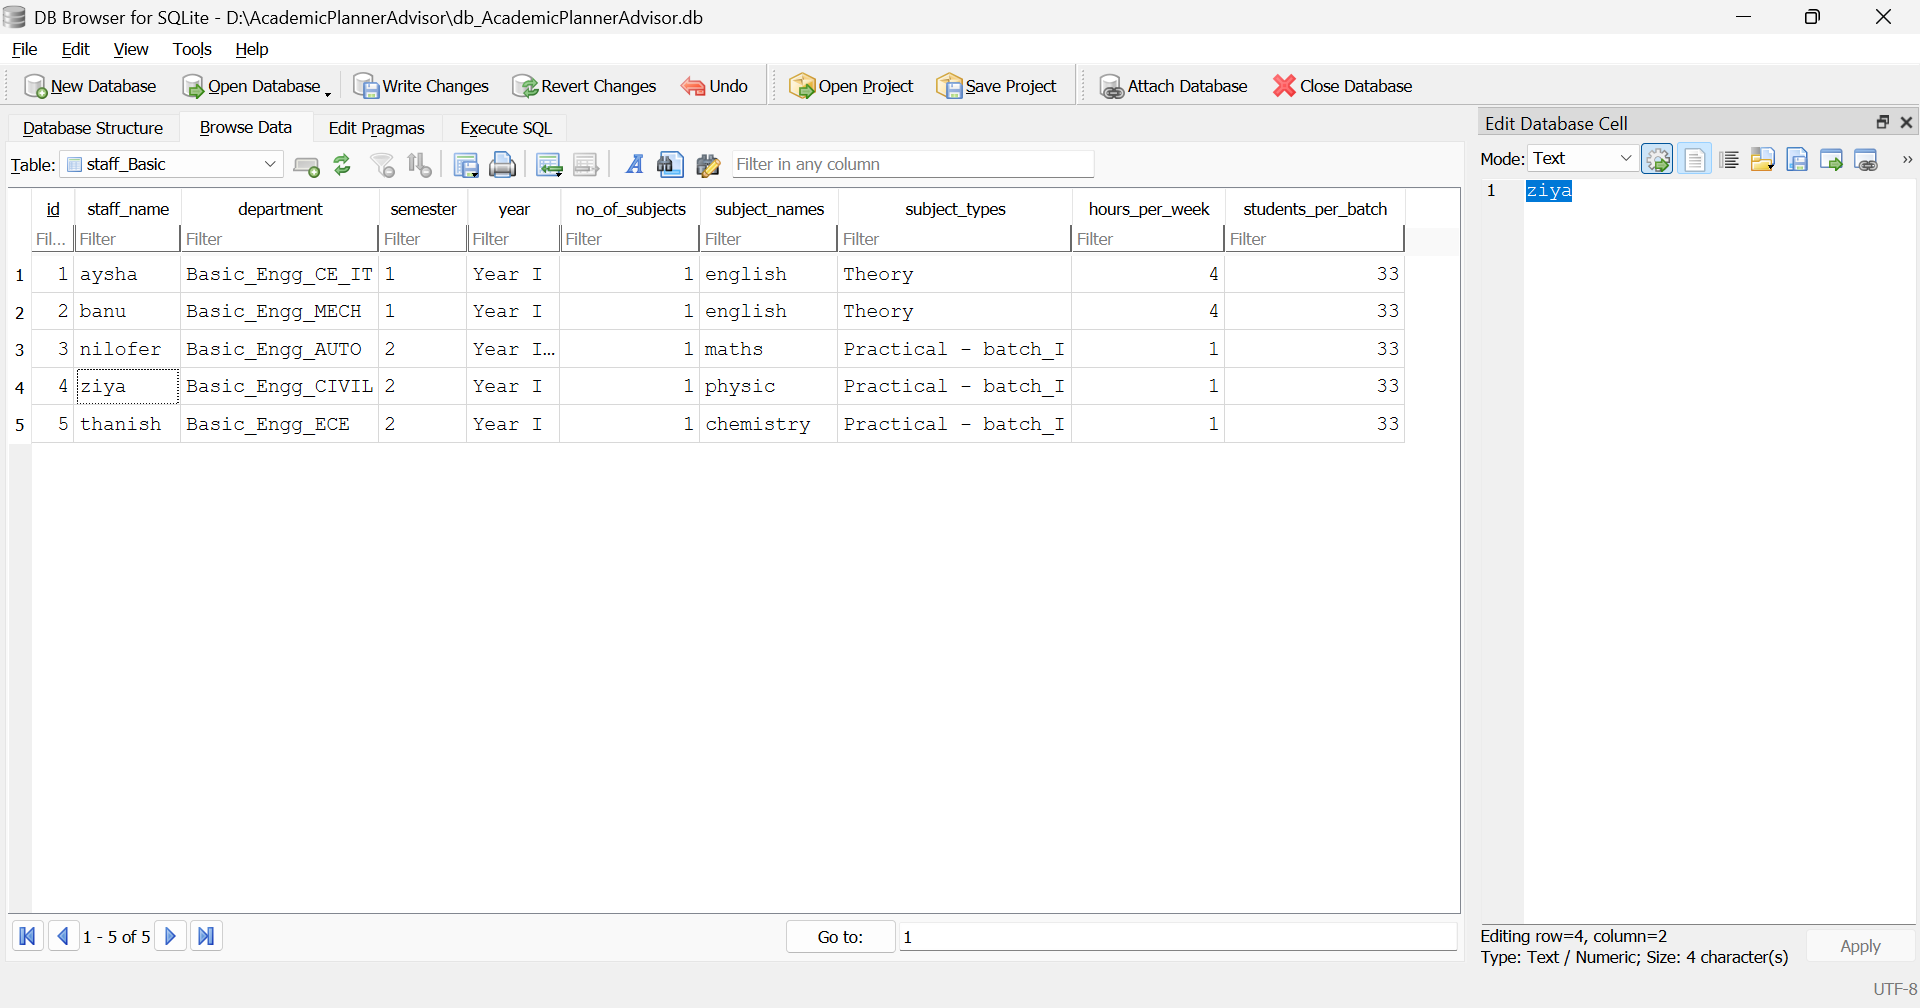 DB Browser for SQLite - D:\AcademicPlannerAdvisor\db_AcademicPlannerAdvisor.db
File Edit View Tools Help
New Database Open Database Write Changes Revert Changes Undo Open Project Save Project Attach Database Close Database
Database Structure Browse Data Edit Pragmas Execute SQL
Table: staff_Basic Filter in any column
id staff_name department semester year no_of_subjects subject_names subject_types hours_per_week students_per_batch
Fil... Filter Filter Filter Filter Filter Filter Filter Filter Filter
1 1 aysha Basic_Engg_CE_IT 1 Year I 1 english Theory 4 33
2 2 banu Basic_Engg_MECH 1 Year I 1 english Theory 4 33
3 3 nilofer Basic_Engg_AUTO 2 Year I... 1 maths Practical - batch_I 1 33
4 4 ziya Basic_Engg_CIVIL 2 Year I 1 physic Practical - batch_I 1 33
5 5 thanish Basic_Engg_ECE 2 Year I 1 chemistry Practical - batch_I 1 33
1 - 5 of 5 Go to: 1
Edit Database Cell
Mode: Text »
1 ziya
Editing row=4, column=2
Type: Text / Numeric; Size: 4 character(s)
Apply
UTF-8